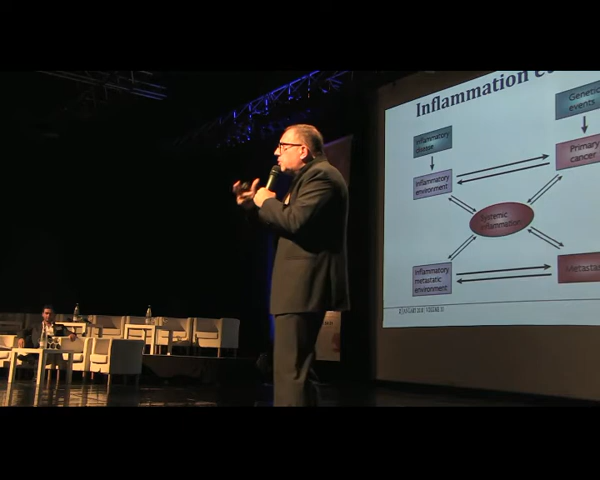 Inflammation
Genetic
events
Inflammatory
disease
Primary
cancer
Inflammatory
environment
Systemic
inflammation
Inflammatory
metastatic
environment
Metastas